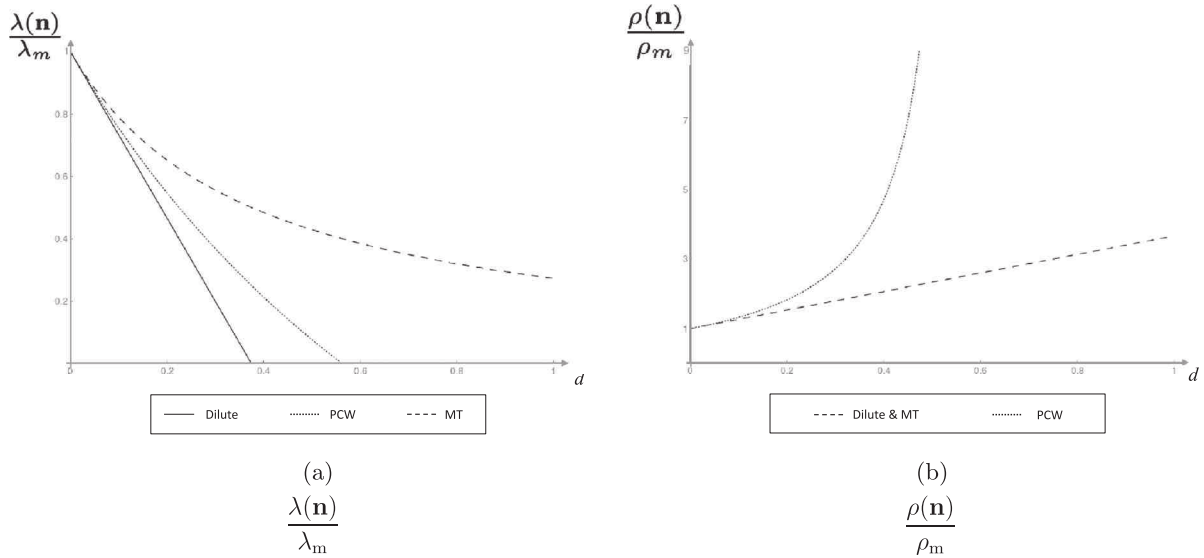 λ(n)
λm
1
0.8
0.6
0.4
0.2
0
0.2
0.4
0.6
0.8
1
d
Dilute
PCW
MT
(a)
λ(n)
λm
ρ(n)
ρm
9
7
5
3
1
0
0.2
0.4
0.6
0.8
1
d
Dilute & MT
PCW
(b)
ρ(n)
ρm